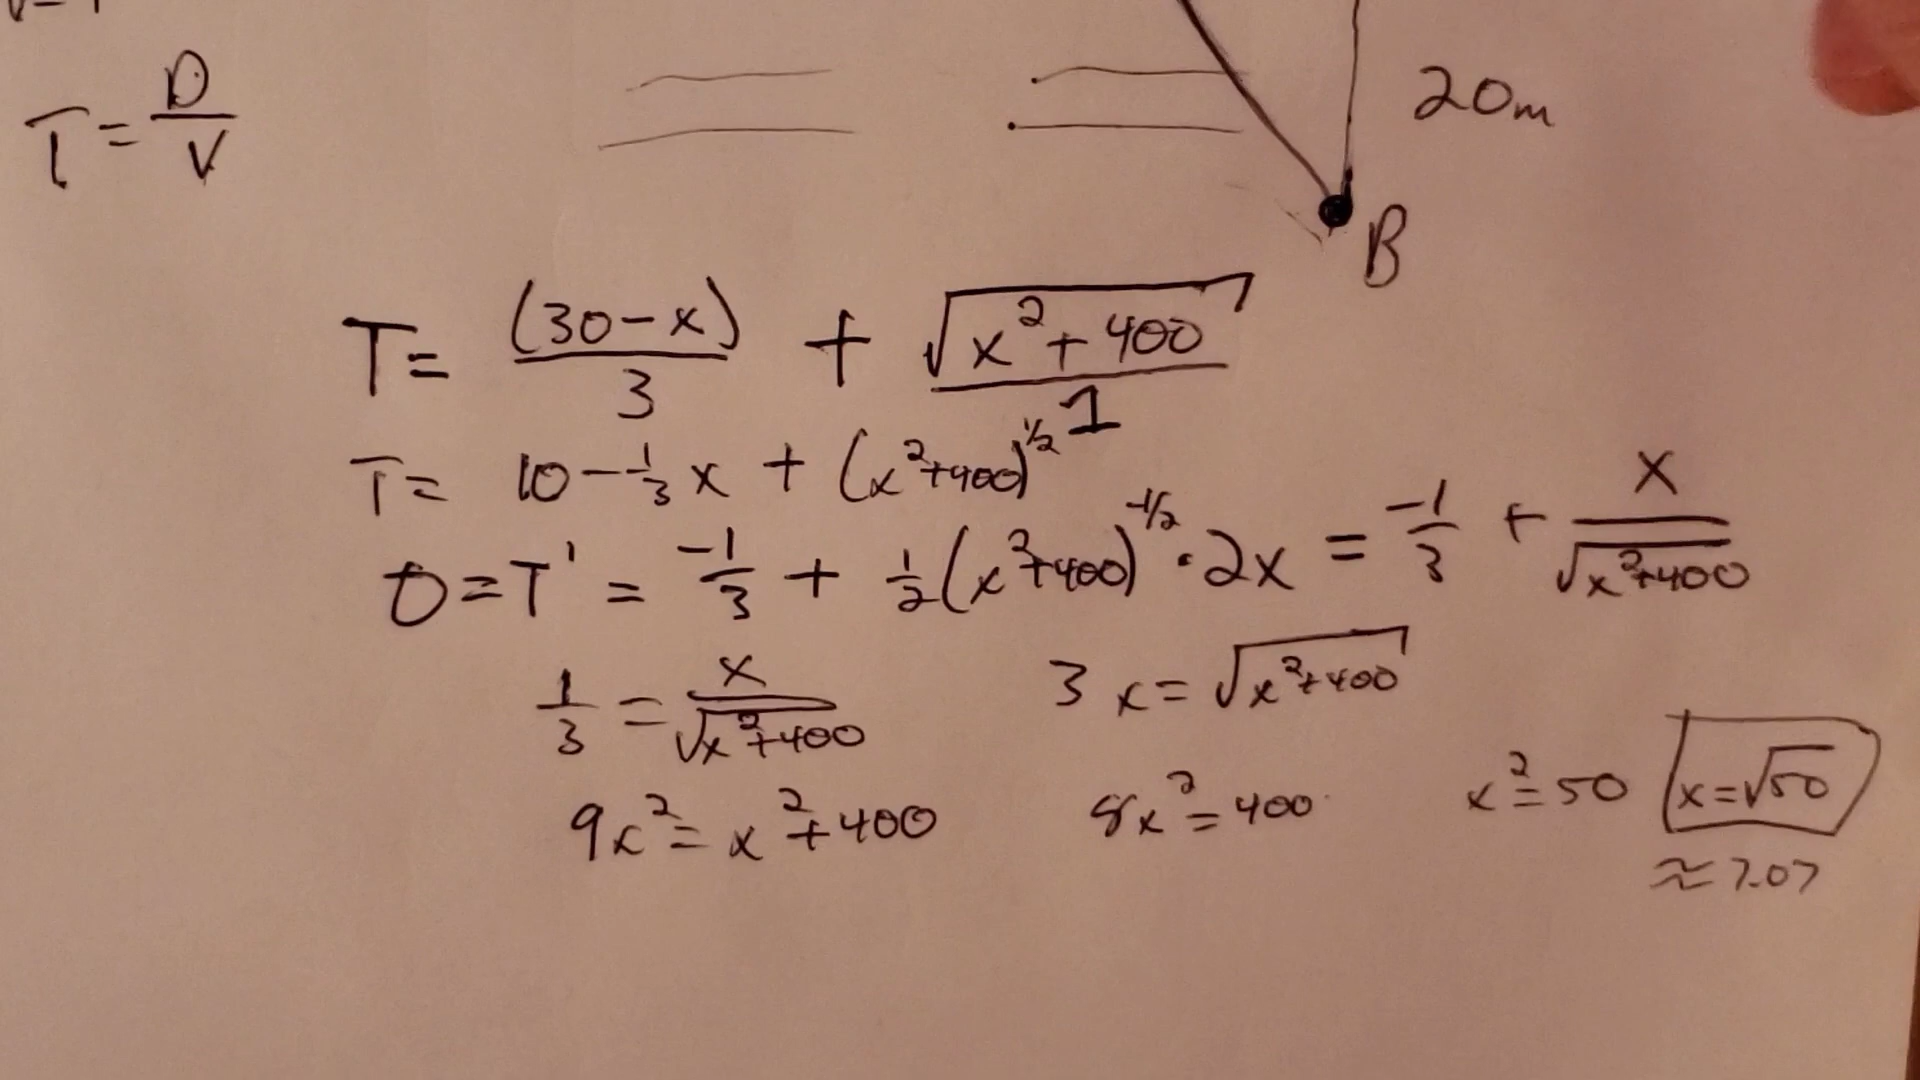 T = D/V
20m
B
T = (30-x)/3 + √(x²+400)/1
T = 10 - 1/3 x + (x²+400)^1/2
0 = T' = -1/3 + 1/2 (x²+400)^-1/2 · 2x = -1/3 + x/√(x²+400)
1/3 = x/√(x²+400) 3x = √(x²+400)
9x² = x²+400 8x² = 400 x² = 50 x = √50
≈ 7.07